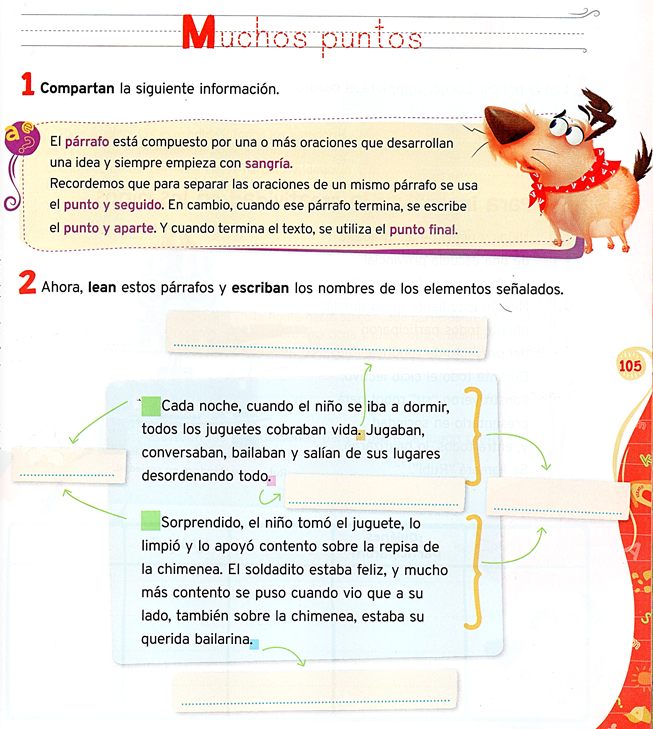 Muchos puntos
1 Compartan la siguiente información.
El párrafo está compuesto por una o más oraciones que desarrollan
una idea y siempre empieza con sangría.
Recordemos que para separar las oraciones de un mismo párrafo se usa
el punto y seguido. En cambio, cuando ese párrafo termina, se escribe
el punto y aparte. Y cuando termina el texto, se utiliza el punto final.
2 Ahora, lean estos párrafos y escriban los nombres de los elementos señalados.
105
Cada noche, cuando el niño se iba a dormir,
todos los juguetes cobraban vida. Jugaban,
conversaban, bailaban y salían de sus lugares
desordenando todo.
Sorprendido, el niño tomó el juguete, lo
limpió y lo apoyó contento sobre la repisa de
la chimenea. El soldadito estaba feliz, y mucho
más contento se puso cuando vio que a su
lado, también sobre la chimenea, estaba su
querida bailarina.